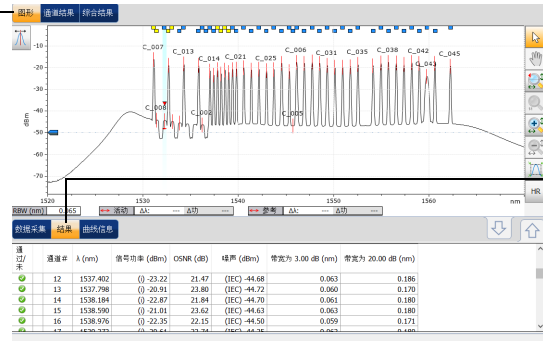 图形 通道结果 综合结果
C_007 C_013 C_014 C_021 C_025 C_006 C_031 C_035 C_038 C_042 C_045
C_043
C_008 C_002 C_005
-10
-20
-30
-40
-50
-60
-70
dBm
1520 1530 1540 1550 1560 nm
HR
RBW (nm) 0.065 活动 Δλ: --- Δ功 --- 参考 Δλ: --- Δ功 ---
数据采集 结果 曲线信息
通过/未 通道# λ (nm) 信号功率 (dBm) OSNR (dB) 噪声 (dBm) 带宽为 3.00 dB (nm) 带宽为 20.00 dB (nm)
12 1537.402 (i) -23.22 21.47 (IEC) -44.68 0.063 0.186
13 1537.798 (i) -20.91 23.80 (IEC) -44.72 0.060 0.170
14 1538.184 (i) -22.87 21.84 (IEC) -44.70 0.061 0.180
15 1538.590 (i) -21.01 23.62 (IEC) -44.63 0.063 0.180
16 1538.976 (i) -22.35 22.15 (IEC) -44.50 0.059 0.171